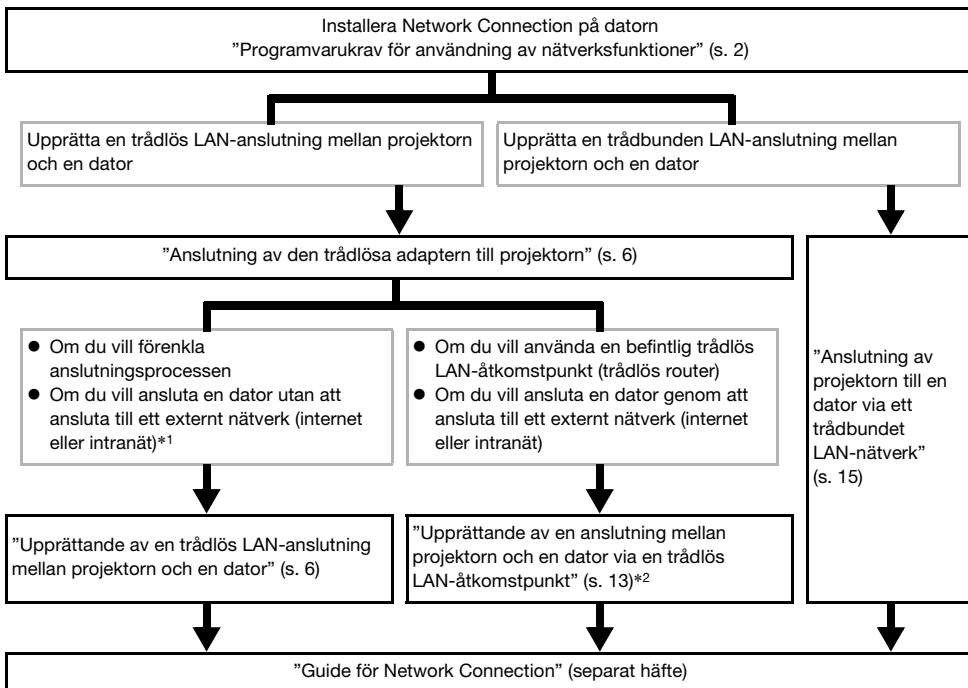 Installera Network Connection på datorn
”Programvarukrav för användning av nätverksfunktioner” (s. 2)
Upprätta en trådlös LAN-anslutning mellan projektorn
och en dator
Upprätta en trådbunden LAN-anslutning mellan
projektorn och en dator
”Anslutning av den trådlösa adaptern till projektorn” (s. 6)
● Om du vill förenkla
anslutningsprocessen
● Om du vill ansluta en dator utan att
ansluta till ett externt nätverk (internet
eller intranät)*1
● Om du vill använda en befintlig trådlös
LAN-åtkomstpunkt (trådlös router)
● Om du vill ansluta en dator genom att
ansluta till ett externt nätverk (internet
eller intranät)
”Anslutning av
projektorn till en
dator via ett
trådbundet
LAN-nätverk”
(s. 15)
”Upprättande av en trådlös LAN-anslutning
mellan projektorn och en dator” (s. 6)
”Upprättande av en anslutning mellan
projektorn och en dator via en trådlös
LAN-åtkomstpunkt” (s. 13)*2
”Guide för Network Connection” (separat häfte)